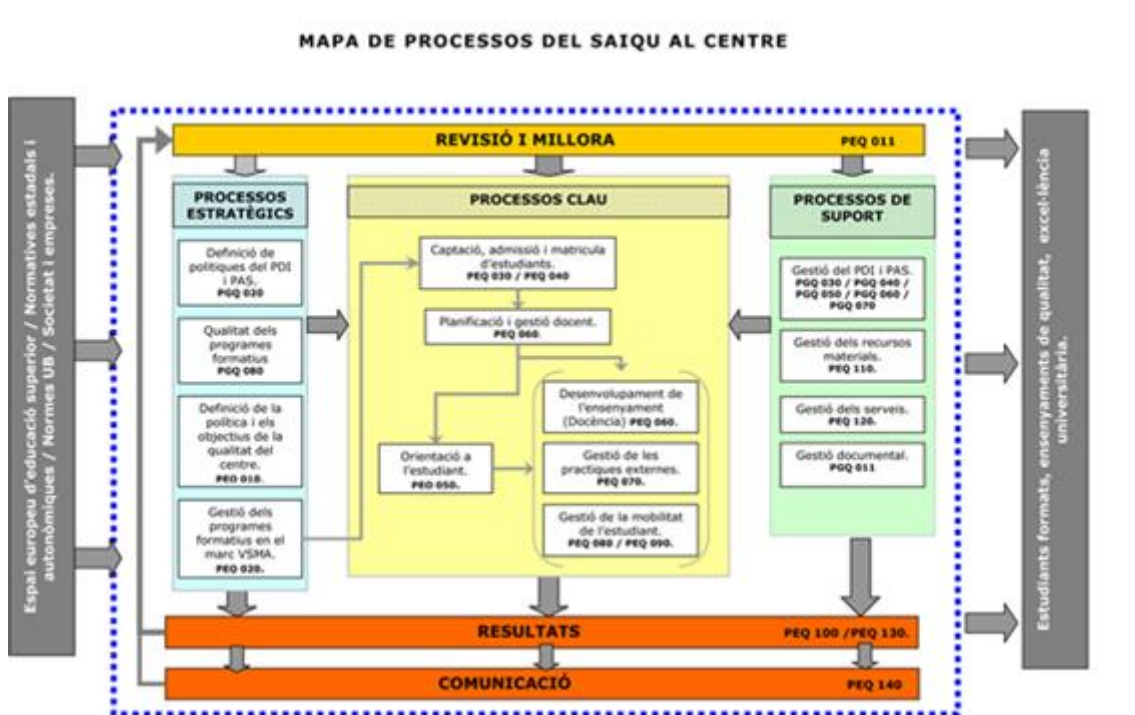 MAPA DE PROCESSOS DEL SAIQU AL CENTRE
Espai europeu d'educació superior / Normatives estadals i
autonòmiques / Normes UB / Societat i empreses.
REVISIÓ I MILLORA
PEQ 011
PROCESSOS
ESTRATÈGICS
Definició de
politiques del PDI
i PAS.
PGQ 020
Qualitat dels
programes
formatius
PGQ 080
Definició de la
política i els
objectius de la
qualitat del
centre.
PEQ 010.
Gestió dels
programes
formatius en el
marc VSMA.
PEQ 020.
PROCESSOS CLAU
Captació, admissió i matricula
d'estudiants.
PEQ 030 / PEQ 040
Planificació i gestió docent.
PEQ 060.
Orientació a
l'estudiant.
PEQ 050.
Desenvolupament de
l'ensenyament
(Docència) PEQ 060.
Gestió de les
practiques externes.
PEQ 070.
Gestió de la mobilitat
de l'estudiant.
PEQ 080 / PEQ 090.
PROCESSOS DE
SUPORT
Gestió del PDI i PAS.
PGQ 030 / PGQ 040 /
PGQ 050 / PGQ 060 /
PGQ 070
Gestió dels recursos
materials.
PEQ 110.
Gestió dels serveis.
PEQ 120.
Gestió documental.
PGQ 011
RESULTATS
PEQ 100 /PEQ 130.
COMUNICACIÓ
PEQ 140
Estudiants formats, ensenyaments de qualitat, excel·lència
universitària.